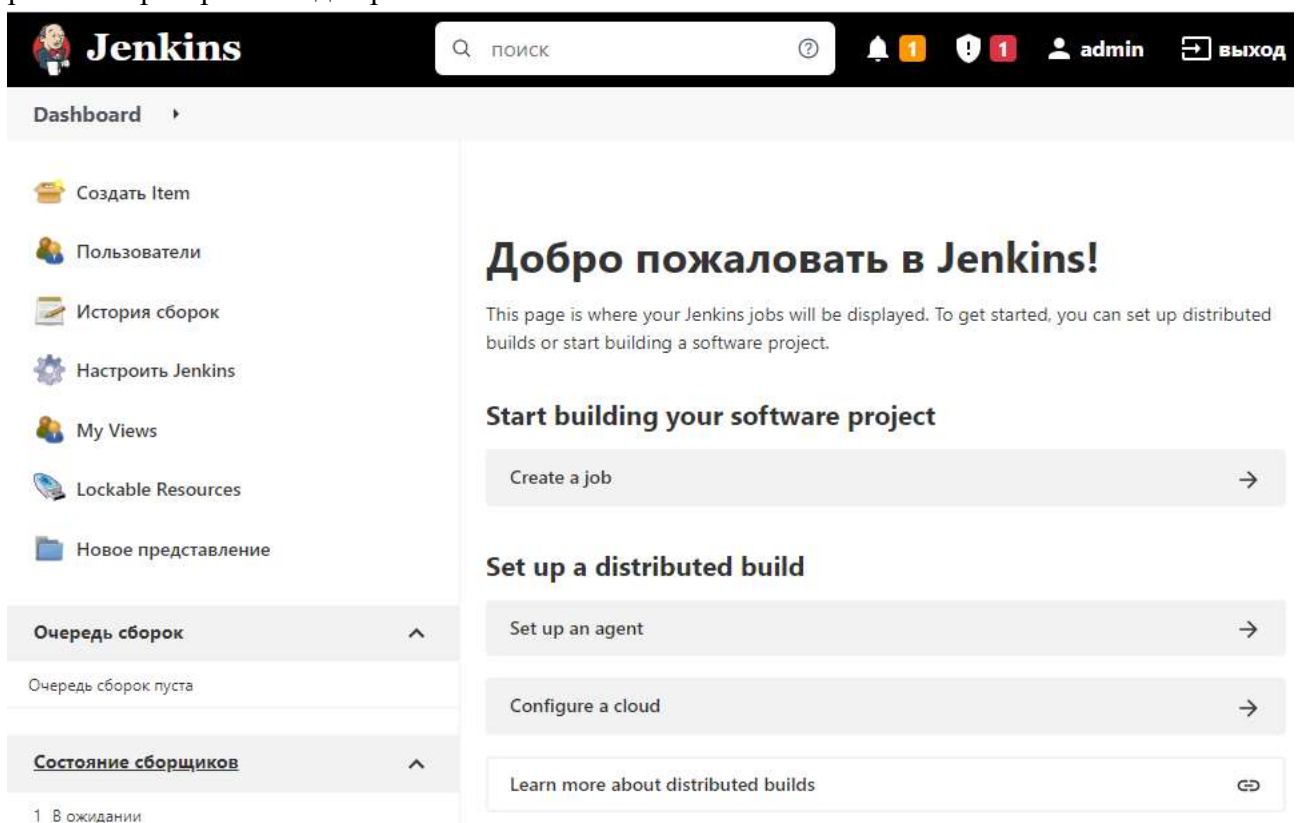 Jenkins
поиск
1
1
admin
выход
Dashboard
Создать Item
Пользователи
История сборок
Настроить Jenkins
My Views
Lockable Resources
Новое представление
Очередь сборок
Очередь сборок пуста
Состояние сборщиков
1 В ожидании
Добро пожаловать в Jenkins!
This page is where your Jenkins jobs will be displayed. To get started, you can set up distributed
builds or start building a software project.
Start building your software project
Create a job
Set up a distributed build
Set up an agent
Configure a cloud
Learn more about distributed builds